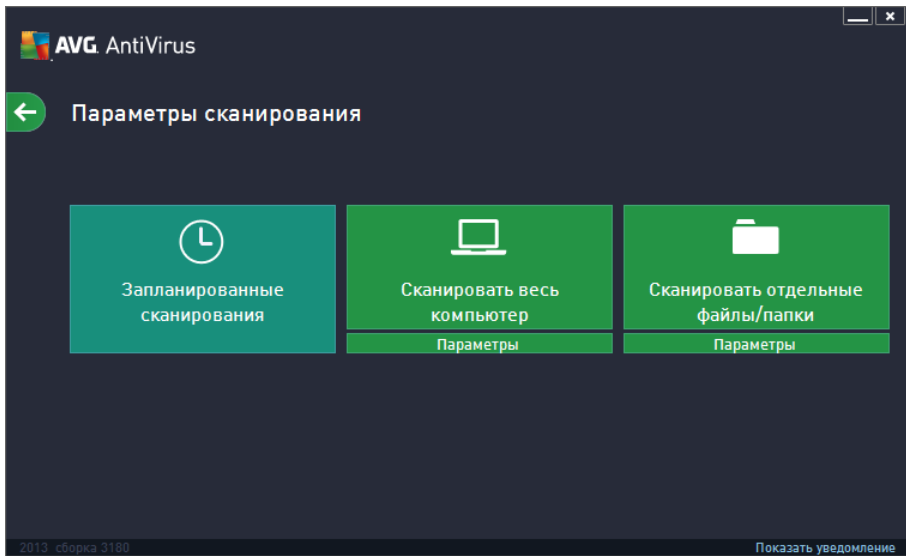 AVG. AntiVirus
Параметры сканирования
Запланированные
сканирования
Сканировать весь
компьютер
Параметры
Сканировать отдельные
файлы/папки
Параметры
2013 сборка 3180
Показать уведомление